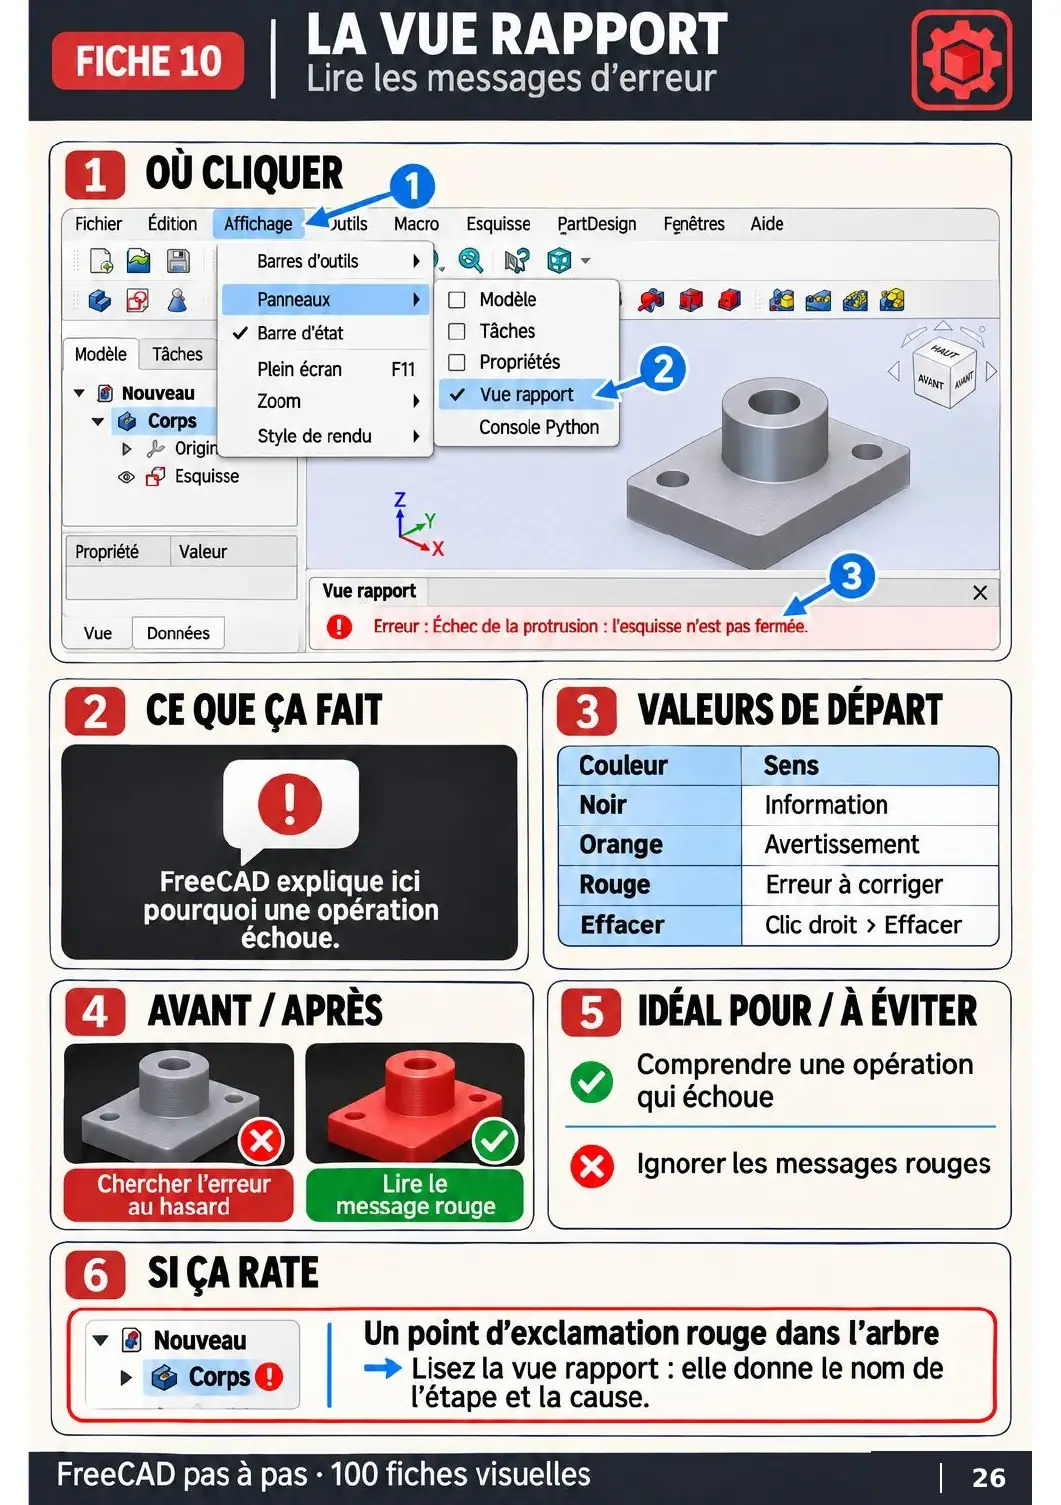 FICHE 10
LA VUE RAPPORT
Lire les messages d'erreur
1 OÙ CLIQUER
1
Fichier Édition Affichage Outils Macro Esquisse PartDesign Fenêtres Aide
Barres d'outils
Panneaux
Barre d'état
Plein écran F11
Zoom
Style de rendu
Modèle
Tâches
Propriétés
Vue rapport
Console Python
2
Modèle Tâches
Nouveau
Corps
Origin
Esquisse
HAUT
AVANT AVANT
Z
Y
X
Propriété Valeur
Vue Données
3
Vue rapport
Erreur : Échec de la protrusion : l'esquisse n'est pas fermée.
2 CE QUE ÇA FAIT
FreeCAD explique ici
pourquoi une opération
échoue.
3 VALEURS DE DÉPART
Couleur Sens
Noir Information
Orange Avertissement
Rouge Erreur à corriger
Effacer Clic droit > Effacer
4 AVANT / APRÈS
Chercher l'erreur
au hasard
Lire le
message rouge
5 IDÉAL POUR / À ÉVITER
Comprendre une opération
qui échoue
Ignorer les messages rouges
6 SI ÇA RATE
Nouveau
Corps
Un point d'exclamation rouge dans l'arbre
Lisez la vue rapport : elle donne le nom de
l'étape et la cause.
FreeCAD pas à pas · 100 fiches visuelles
26